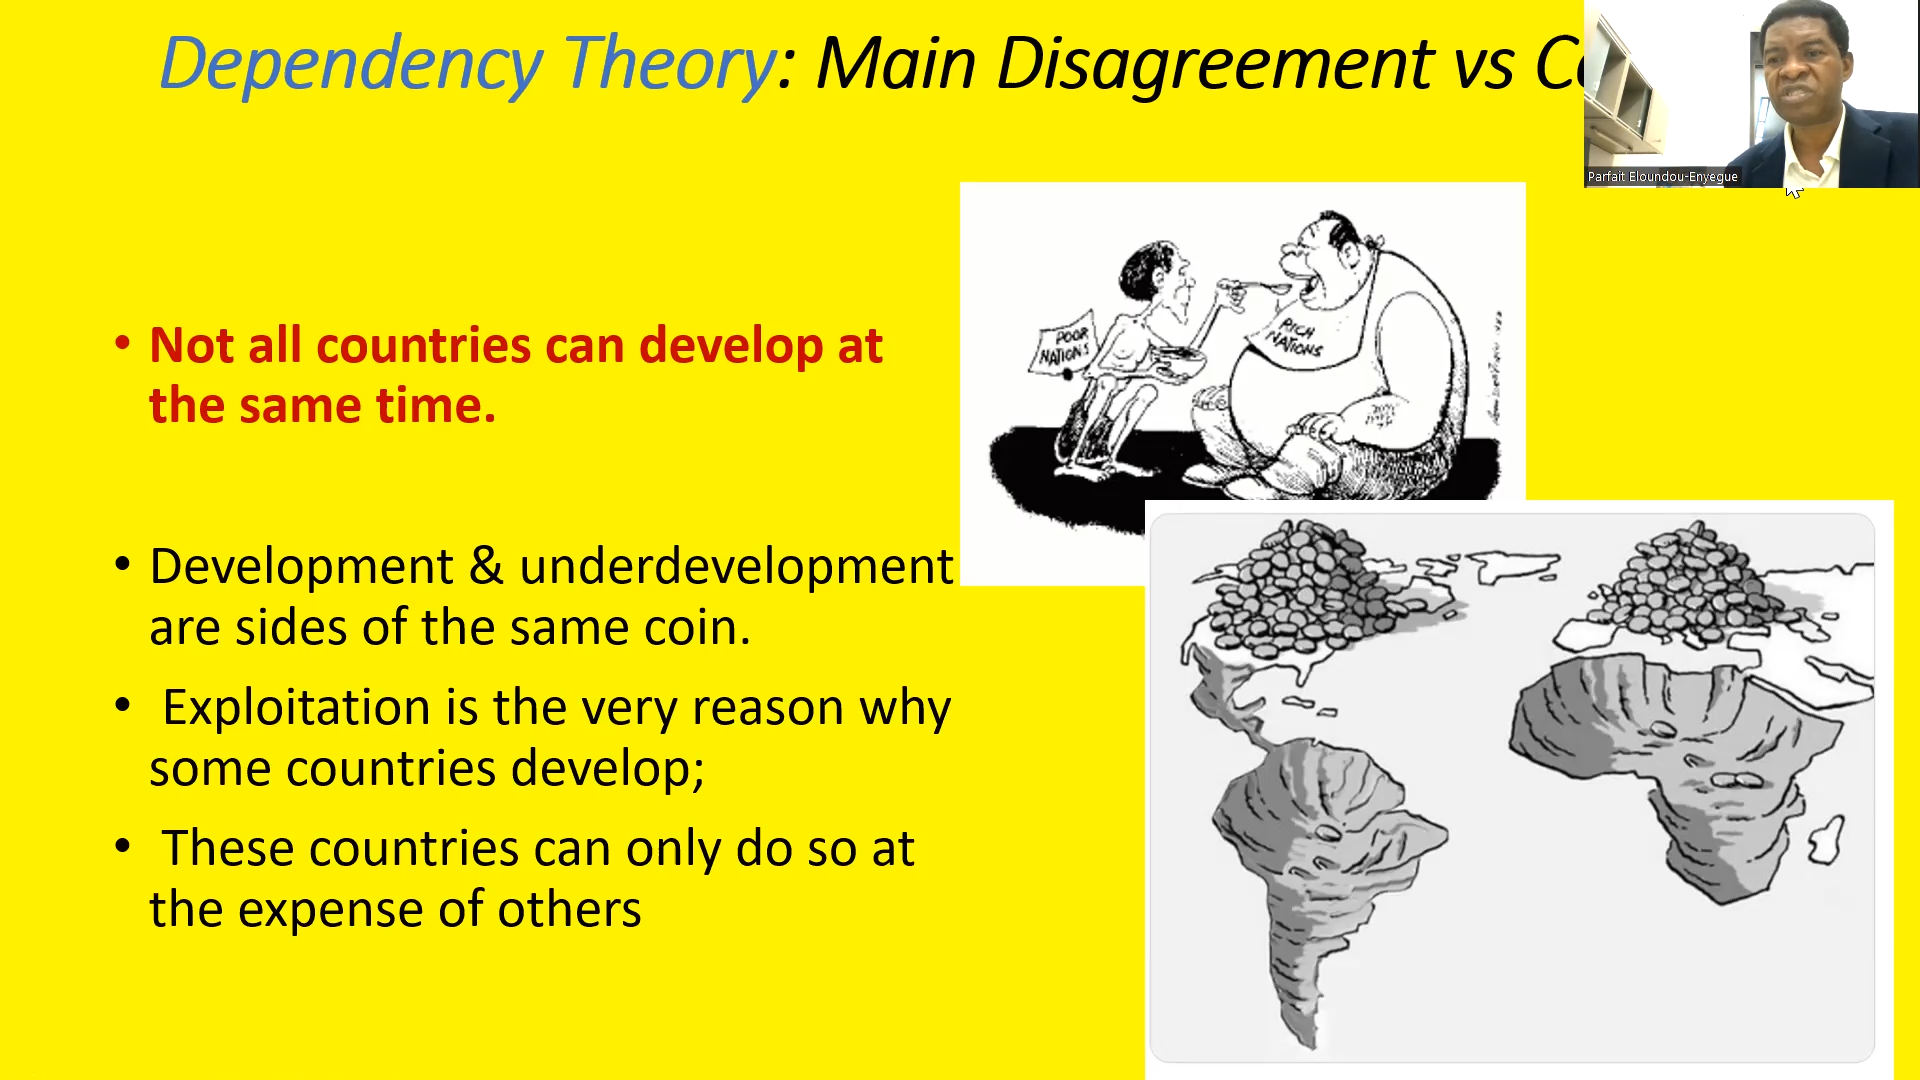 Dependency Theory: Main Disagreement vs
Parfait Eloundou-Enyegue
• Not all countries can develop at
the same time.
POOR
NATIONS
RICH
NATIONS
• Development & underdevelopment
are sides of the same coin.
• Exploitation is the very reason why
some countries develop;
• These countries can only do so at
the expense of others